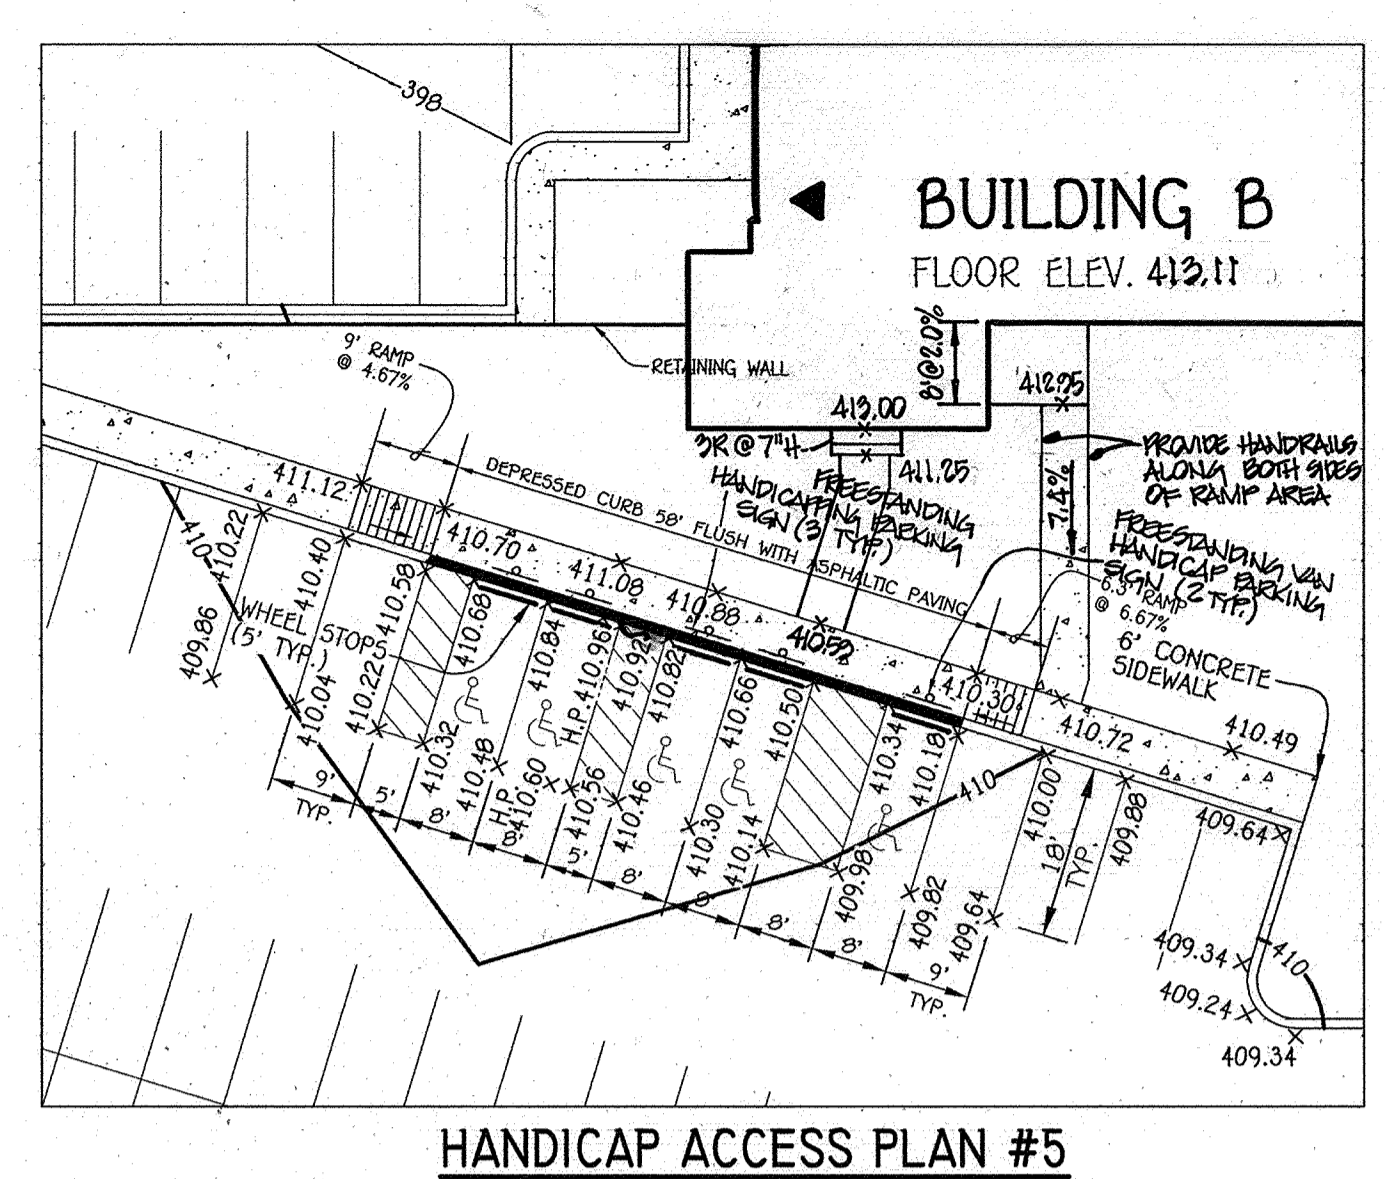 398
BUILDING B
FLOOR ELEV. 413.11
8'@2.0%
9' RAMP
@ 4.67%
RETAINING WALL
412.95
413.00
3R @ 7"H
411.25
PROVIDE HANDRAILS
ALONG BOTH SIDES
OF RAMP AREA
7.4%
DEPRESSED CURB 58' FLUSH WITH ASPHALTIC PAVING
FREESTANDING
HANDICAPPING PARKING
SIGN (3 TYP.)
FREESTANDING VAN
HANDICAP PARKING
SIGN (2 TYP.)
6.3' RAMP
@ 6.67%
6' CONCRETE
SIDEWALK
411.12
410.70
411.08
410.88
410.59
410.30
410.72
410.49
410
410.22
410.40
410.58
410.68
410.84
H.P. 410.96
410.92
410.82
410.66
410.50
410.34
410.18
410.00
409.88
409.64
WHEEL STOPS
(5' TYP.)
409.86
410.04
410.22
410.32
410.48
H.P.
410.60
410.56
410.46
410.30
410.14
409.98
409.82
409.64
410
18'
TYP.
9'
TYP.
5'
8'
8'
5'
8'
8'
8'
8'
9'
TYP.
409.34
410
409.24
409.34
HANDICAP ACCESS PLAN #5